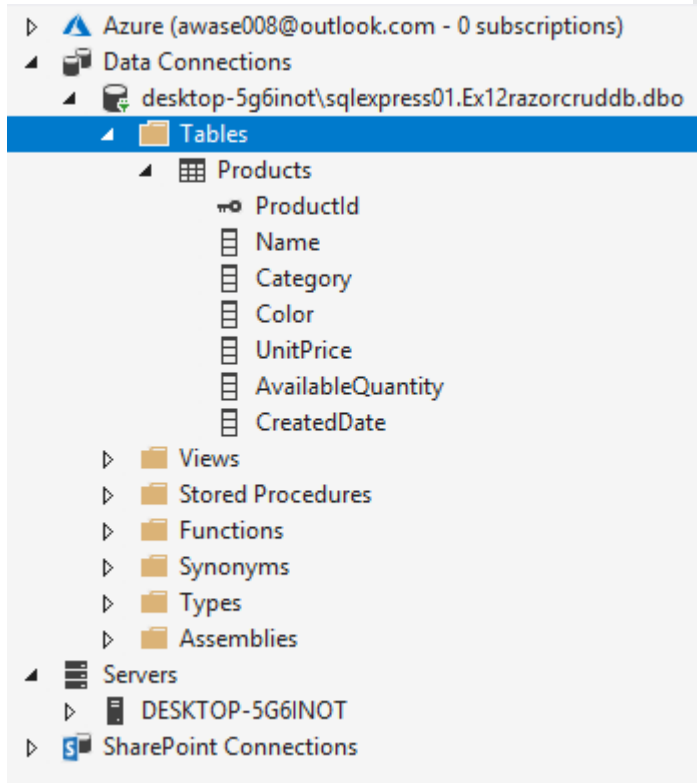 Azure (awase008@outlook.com - 0 subscriptions)
Data Connections
desktop-5g6inot\sqlexpress01.Ex12razorcruddb.dbo
Tables
Products
ProductId
Name
Category
Color
UnitPrice
AvailableQuantity
CreatedDate
Views
Stored Procedures
Functions
Synonyms
Types
Assemblies
Servers
DESKTOP-5G6INOT
SharePoint Connections